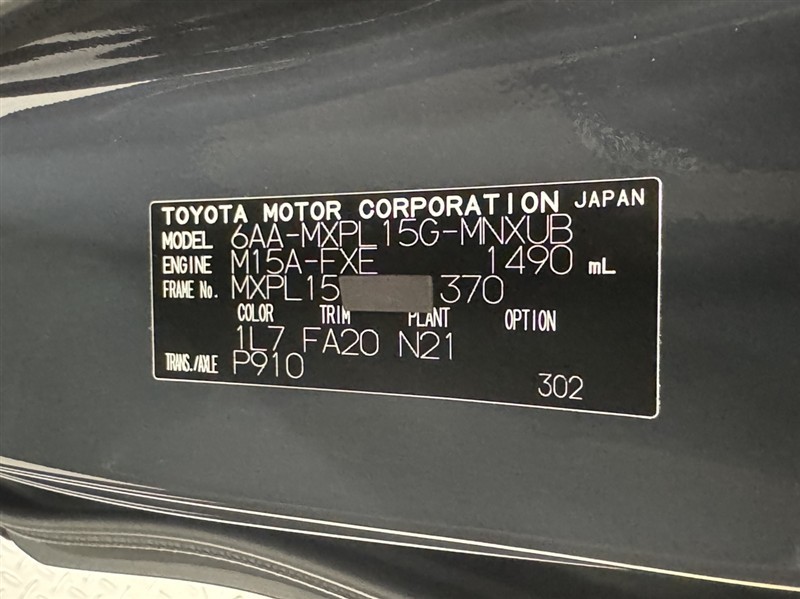 TOYOTA MOTOR CORPORATION JAPAN
MODEL 6AA-MXPL15G-MNXUB
ENGINE M15A-FXE 1490 mL
FRAME No. MXPL15 370
COLOR TRIM PLANT OPTION
1L7 FA20 N21
TRANS./AXLE P910
302